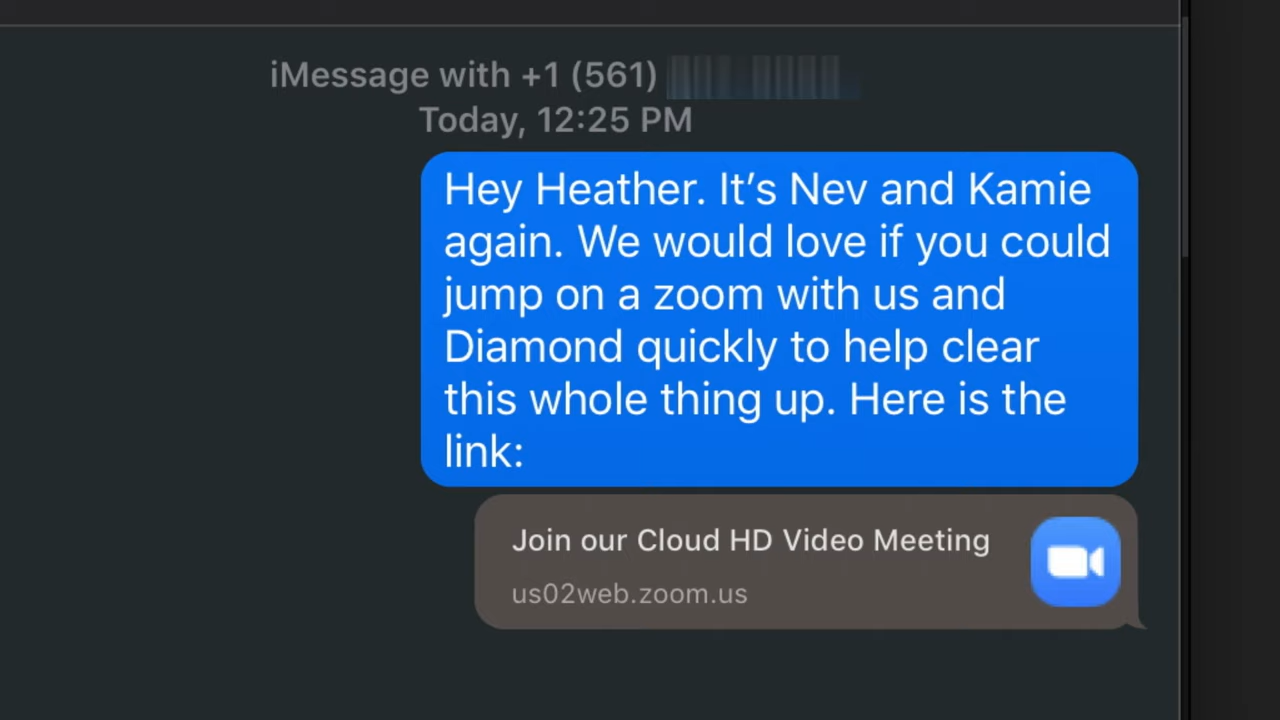 iMessage with +1 (561)
Today, 12:25 PM
Hey Heather. It’s Nev and Kamie
again. We would love if you could
jump on a zoom with us and
Diamond quickly to help clear
this whole thing up. Here is the
link:
Join our Cloud HD Video Meeting
us02web.zoom.us